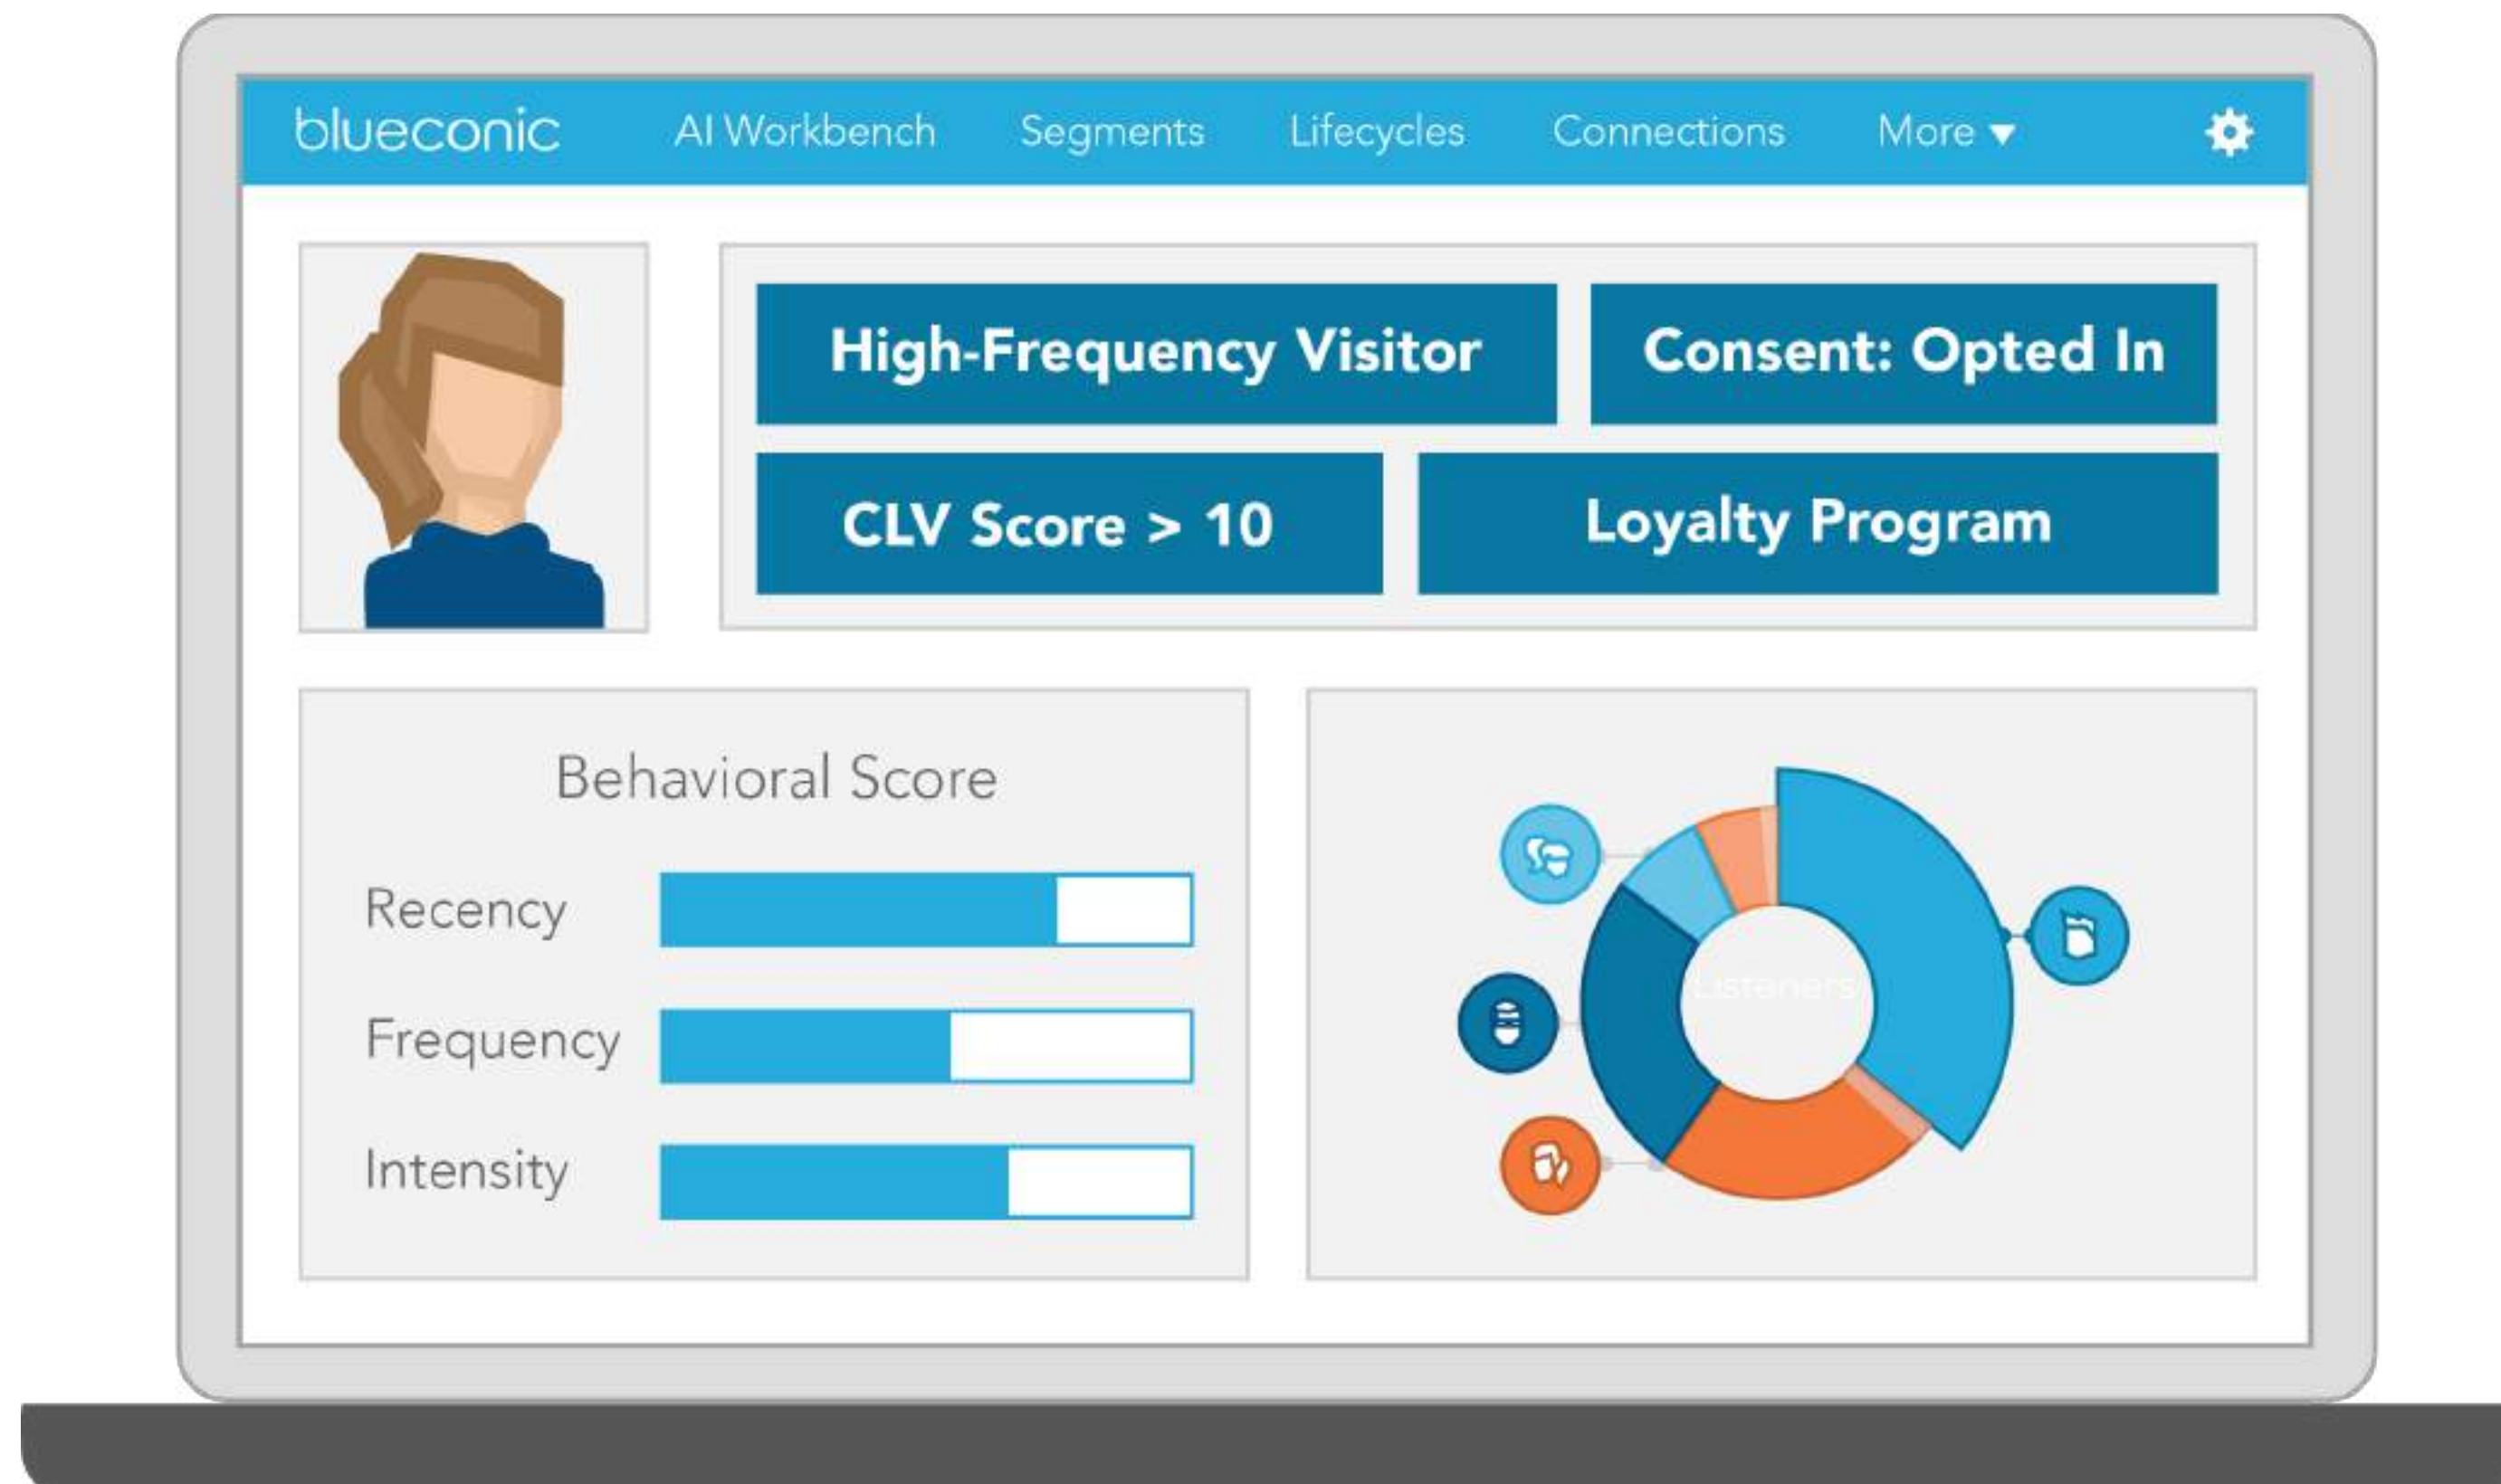 blueconic AI Workbench Segments Lifecycles Connections More
High-Frequency Visitor Consent: Opted In
CLV Score > 10 Loyalty Program
Behavioral Score
Recency
Frequency
Intensity
Listeners